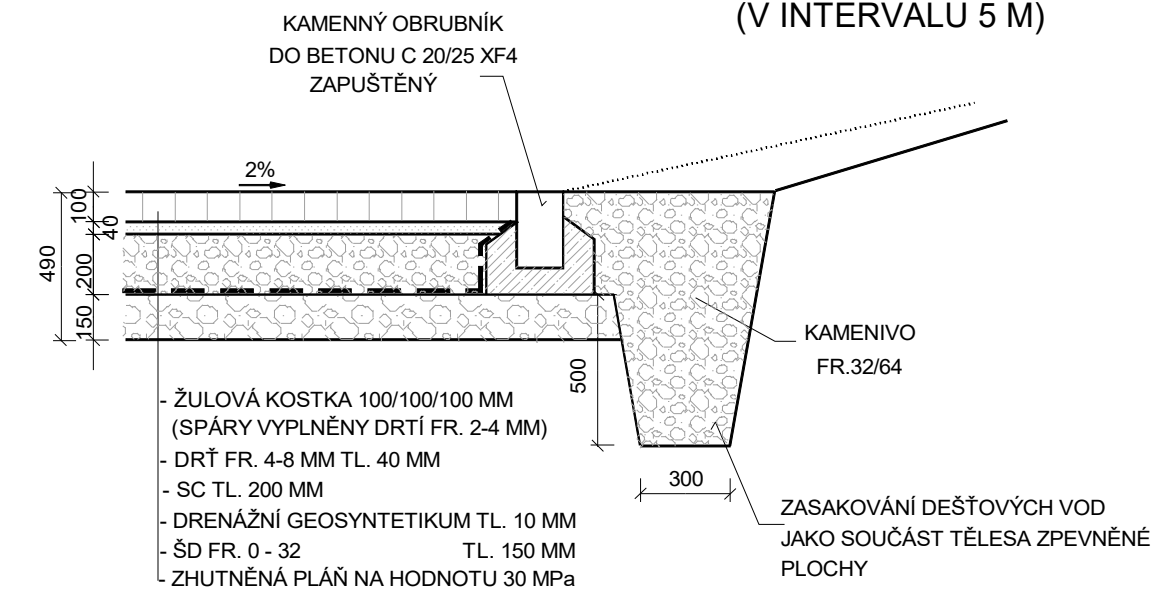 (V INTERVALU 5 M)
KAMENNÝ OBRUBNÍK
DO BETONU C 20/25 XF4
ZAPUŠTĚNÝ
2%
100
40
200
150
490
500
300
KAMENIVO
FR.32/64
- ŽULOVÁ KOSTKA 100/100/100 MM
(SPÁRY VYPLNĚNY DRTÍ FR. 2-4 MM)
- DRŤ FR. 4-8 MM TL. 40 MM
- SC TL. 200 MM
- DRENÁŽNÍ GEOSYNTETIKUM TL. 10 MM
- ŠD FR. 0 - 32 TL. 150 MM
- ZHUTNĚNÁ PLÁŇ NA HODNOTU 30 MPa
ZASAKOVÁNÍ DEŠŤOVÝCH VOD
JAKO SOUČÁST TĚLESA ZPEVNĚNÉ
PLOCHY